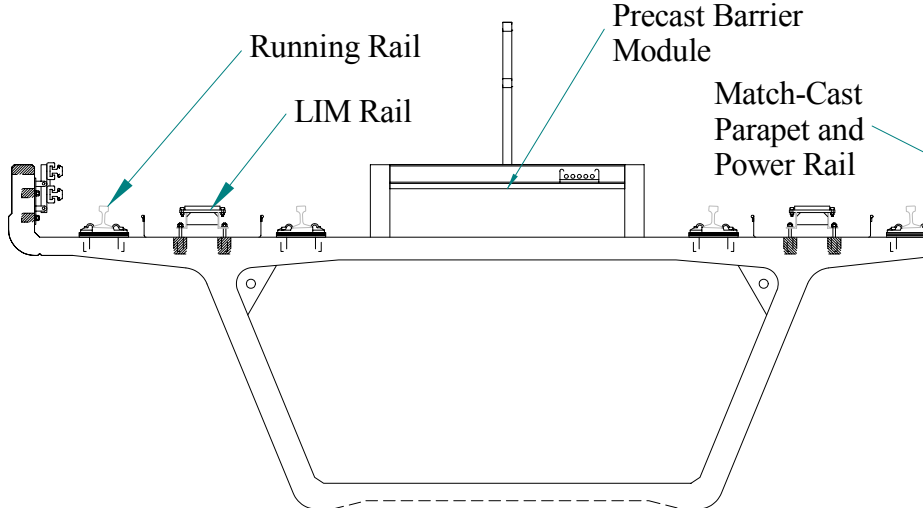 Precast Barrier
Module
Running Rail
LIM Rail
Match-Cast
Parapet and
Power Rail